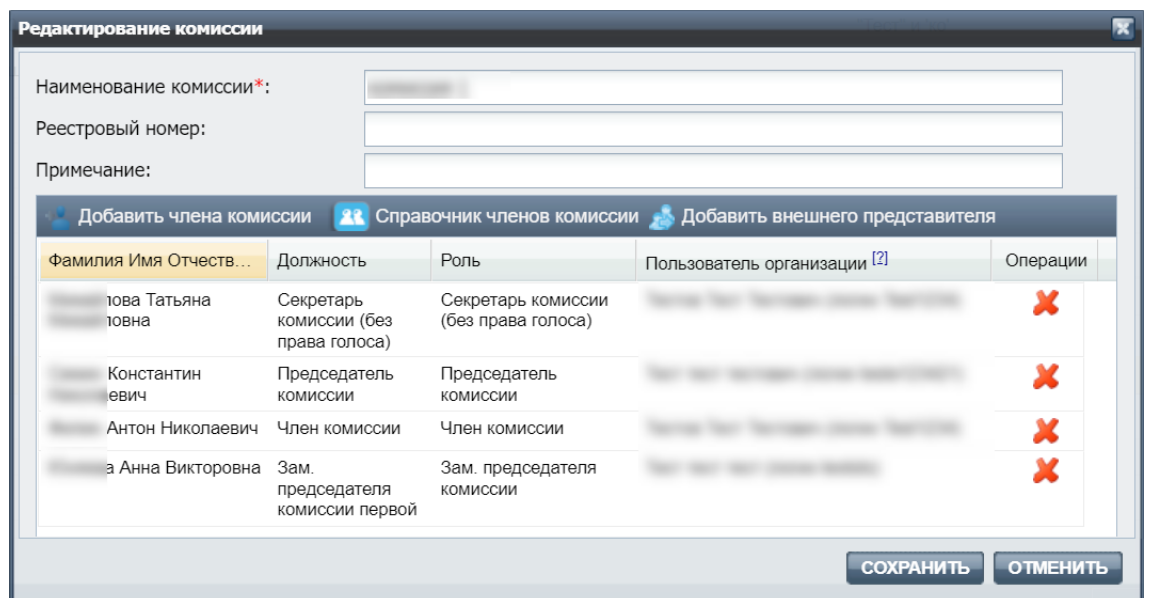 Редактирование комиссии
Наименование комиссии*:
Реестровый номер:
Примечание:
Добавить члена комиссии Справочник членов комиссии Добавить внешнего представителя
Фамилия Имя Отчеств... Должность Роль Пользователь организации [?] Операции
Татьяна Секретарь Секретарь комиссии
комиссии (без (без права голоса)
права голоса)
Константин Председатель Председатель
комиссии комиссии
Антон Николаевич Член комиссии Член комиссии
Анна Викторовна Зам. Зам. председателя
председателя комиссии
комиссии первой
СОХРАНИТЬ ОТМЕНИТЬ